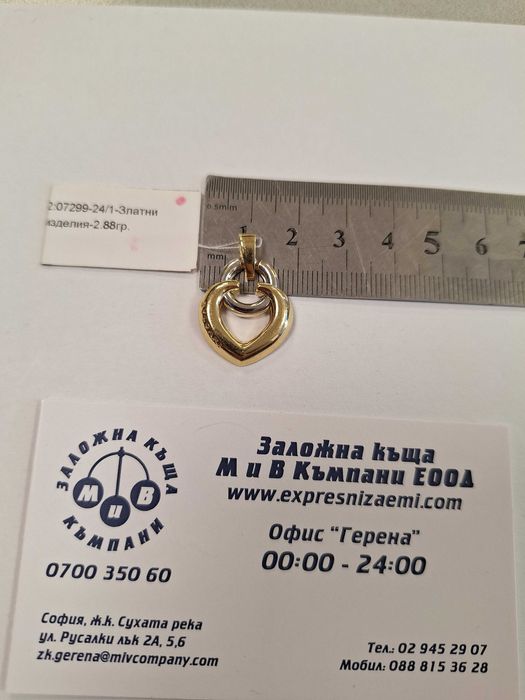 2:07299-24/1-Златни
изделия-2.88гр.
0.5mm
1 2 3 4 5 6 7
mm
ЗАЛОЖНА КЪЩА
М и В
КЪМПАНИ
0700 350 60
Заложна къща
М и В Къмпани ЕООД
www.expresnizaemi.com
Офис "Герена"
00:00 - 24:00
София, ж.к. Сухата река
ул. Русалки лък 2А, 5,6
zk.gerena@mivcompany.com
Тел.: 02 945 29 07
Мобил: 088 815 36 28